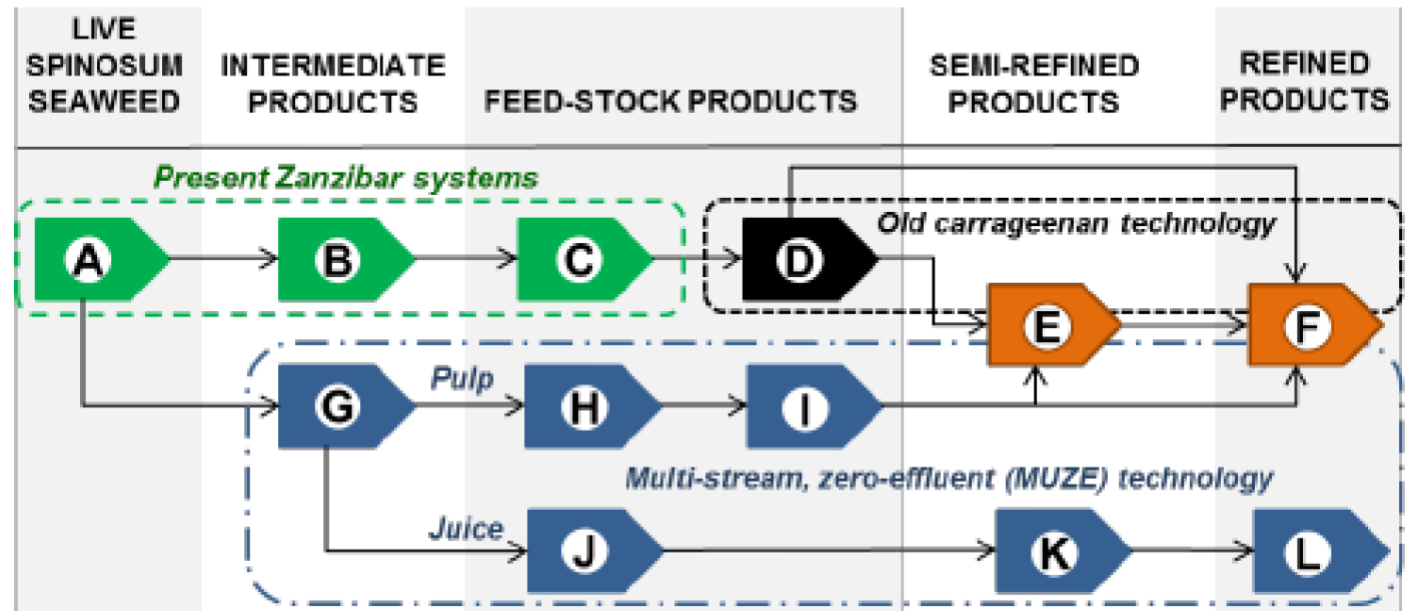 LIVE
SPINOSUM
SEAWEED
INTERMEDIATE
PRODUCTS
FEED-STOCK PRODUCTS
SEMI-REFINED
PRODUCTS
REFINED
PRODUCTS
Present Zanzibar systems
Old carrageenan technology
A
B
C
D
E
F
Pulp
G
H
I
Multi-stream, zero-effluent (MUZE) technology
Juice
J
K
L